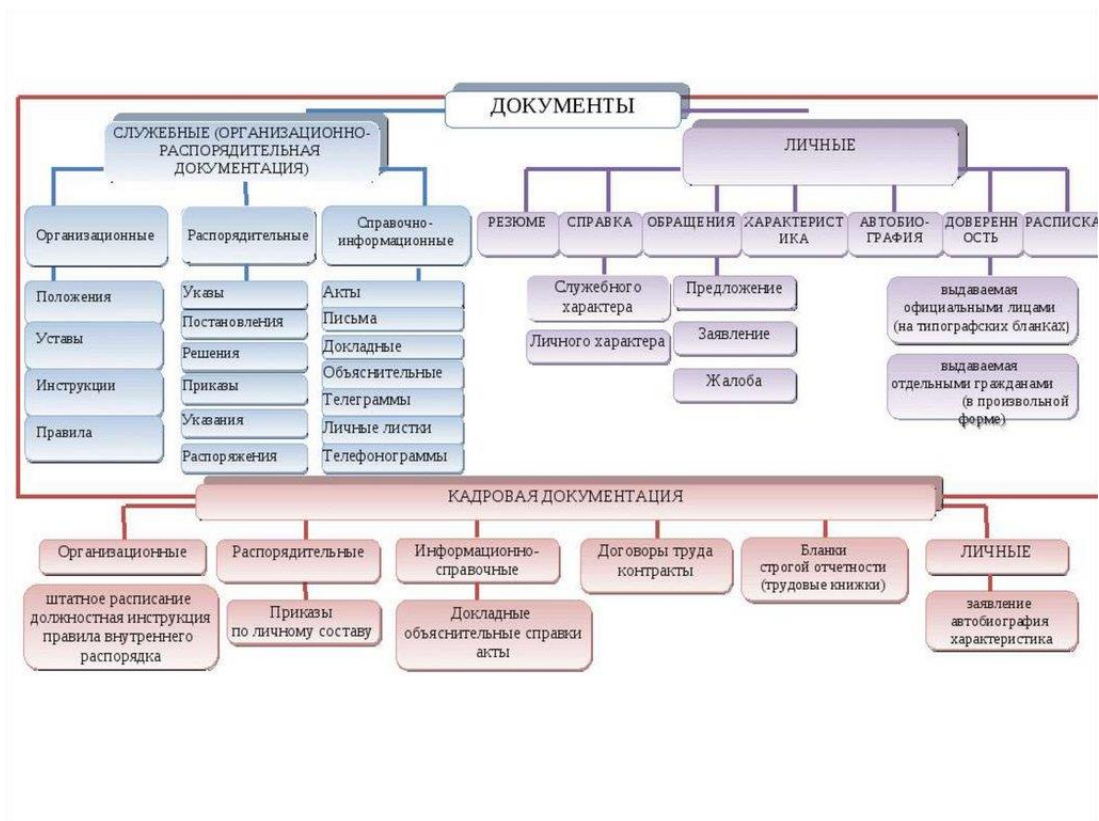 ДОКУМЕНТЫ
СЛУЖЕБНЫЕ (ОРГАНИЗАЦИОННО-
РАСПОРЯДИТЕЛЬНАЯ
ДОКУМЕНТАЦИЯ)
ЛИЧНЫЕ
Организационные
Распорядительные
Справочно-
информационные
Положения
Уставы
Инструкции
Правила
Указы
Постановления
Решения
Приказы
Указания
Распоряжения
Акты
Письма
Докладные
Объяснительные
Телеграммы
Личные листки
Телефонограммы
РЕЗЮМЕ
СПРАВКА
ОБРАЩЕНИЯ
ХАРАКТЕРИСТ
ИКА
АВТОБИО-
ГРАФИЯ
ДОВЕРЕНН
ОСТЬ
РАСПИСКА
Служебного
характера
Личного характера
Предложение
Заявление
Жалоба
выдаваемая
официальными лицами
(на типографских бланках)
выдаваемая
отдельными гражданами
(в произвольной
форме)
КАДРОВАЯ ДОКУМЕНТАЦИЯ
Организационные
Распорядительные
Информационно-
справочные
Договоры труда
контракты
Бланки
строгой отчетности
(трудовые книжки)
ЛИЧНЫЕ
штатное расписание
должностная инструкция
правила внутреннего
распорядка
Приказы
по личному составу
Докладные
объяснительные справки
акты
заявление
автобиография
характеристика